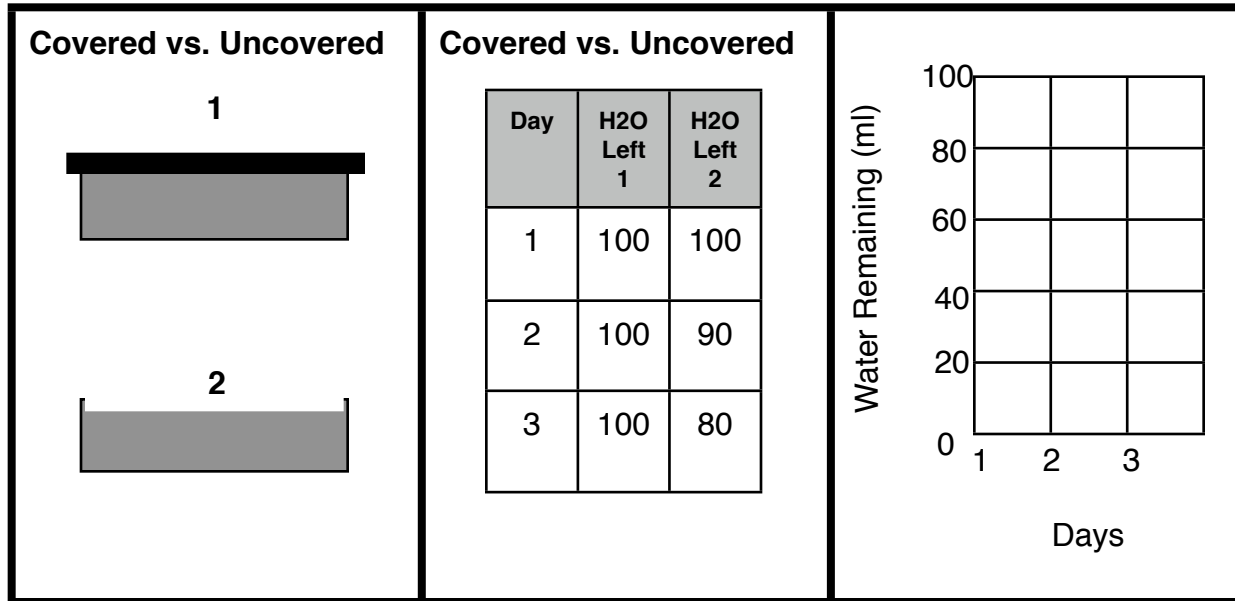 Covered vs. Uncovered
1
2
Covered vs. Uncovered
Day H2O Left 1 H2O Left 2
1 100 100
2 100 90
3 100 80
Water Remaining (ml)
100
80
60
40
20
0
1 2 3
Days